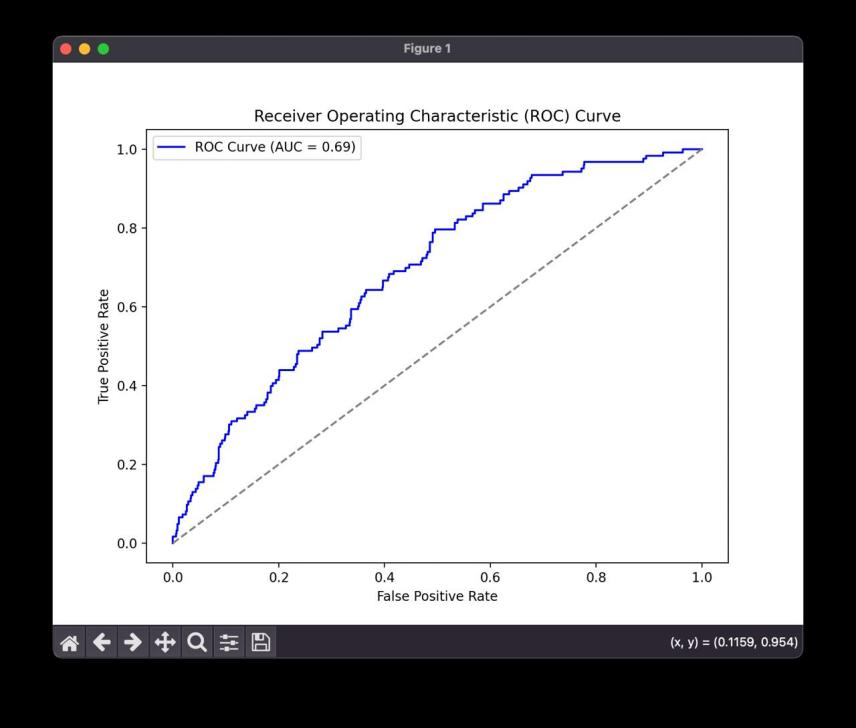 Figure 1
Receiver Operating Characteristic (ROC) Curve
ROC Curve (AUC = 0.69)
1.0
0.8
0.6
0.4
0.2
0.0
True Positive Rate
0.0 0.2 0.4 0.6 0.8 1.0
False Positive Rate
(x, y) = (0.1159, 0.954)